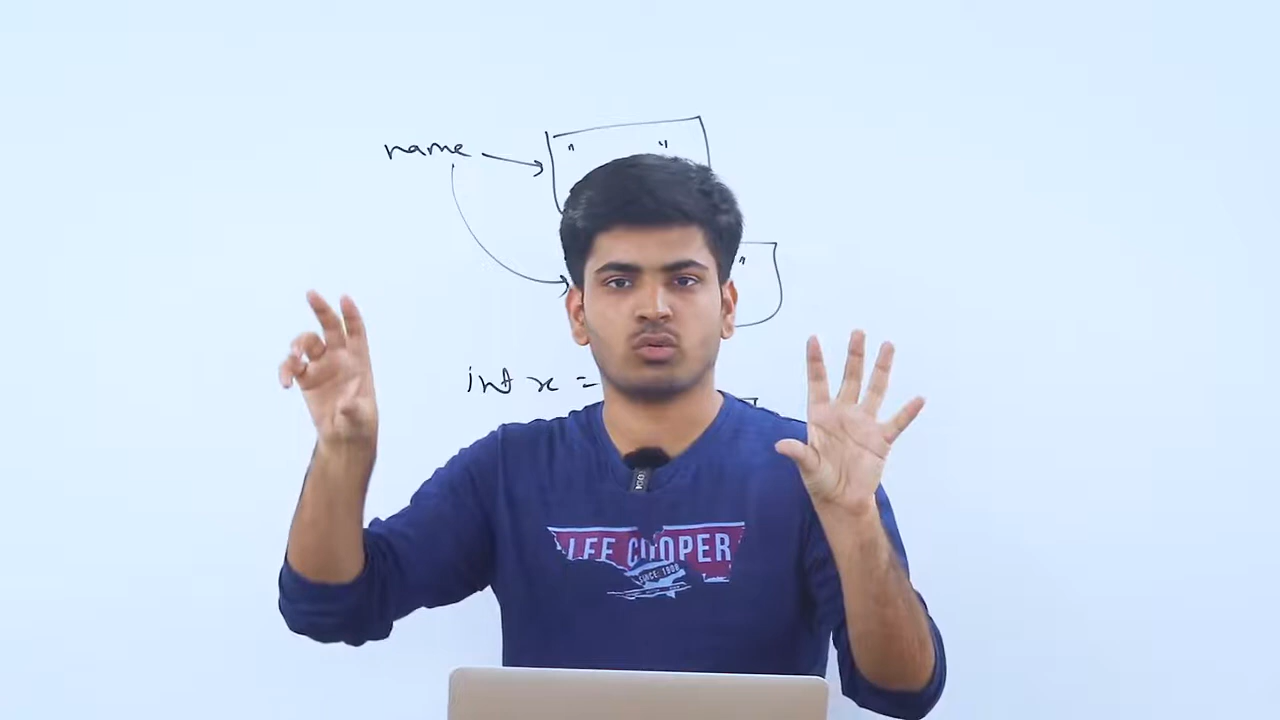 name
" "
"
int x =
LEE COOPER
SINCE 1908